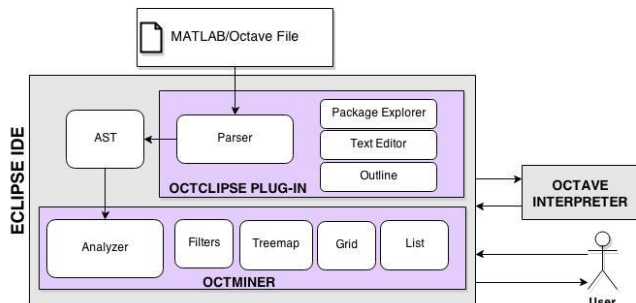 MATLAB/Octave File
ECLIPSE IDE
AST
Parser
Package Explorer
Text Editor
Outline
OCTCLIPSE PLUG-IN
OCTAVE
INTERPRETER
Analyzer
Filters
Treemap
Grid
List
OCTMINER
User